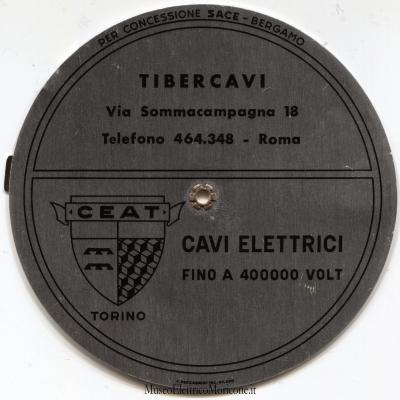 PER CONCESSIONE SACE - BERGAMO
TIBERCAVI
Via Sommacampagna 18
Telefono 464.348 - Roma
CEAT
CAVI ELETTRICI
FINO A 400000 VOLT
TORINO
MuseoElettricoMoricone.it